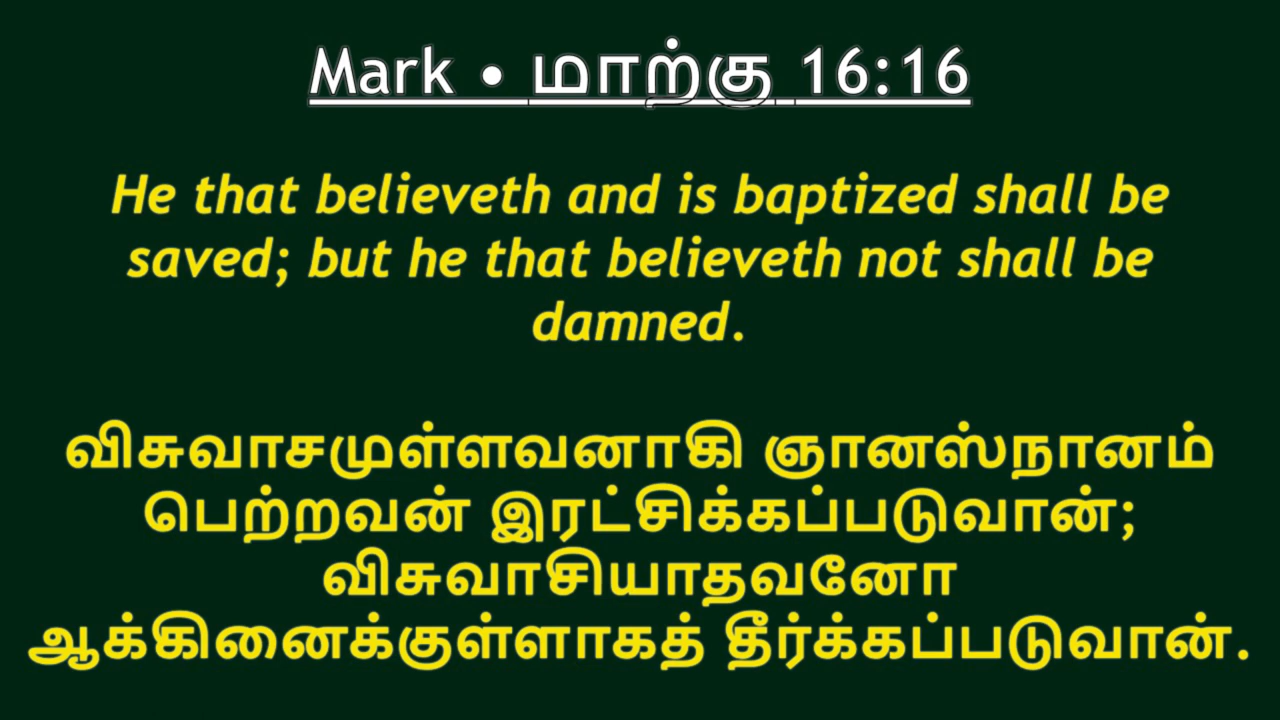 Mark • மாற்கு 16:16
He that believeth and is baptized shall be
saved; but he that believeth not shall be
damned.
விசுவாசமுள்ளவனாகி ஞானஸ்நானம்
பெற்றவன் இரட்சிக்கப்படுவான்;
விசுவாசியாதவனோ
ஆக்கினைக்குள்ளாகத் தீர்க்கப்படுவான்.